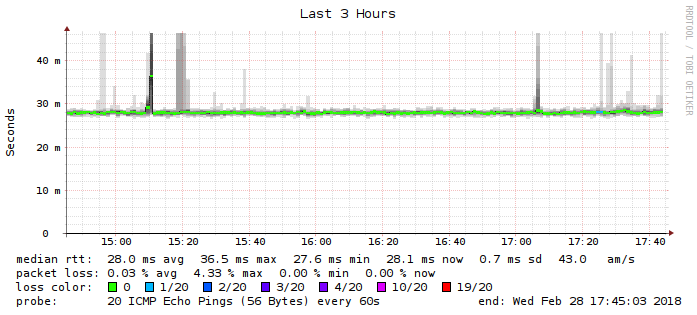 Last 3 Hours
RRDTOOL / TOBI OETIKER
Seconds
40 m
30 m
20 m
10 m
0
15:00 15:20 15:40 16:00 16:20 16:40 17:00 17:20 17:40
median rtt: 28.0 ms avg 36.5 ms max 27.6 ms min 28.1 ms now 0.7 ms sd 43.0 am/s
packet loss: 0.03 % avg 4.33 % max 0.00 % min 0.00 % now
loss color: 0 1/20 2/20 3/20 4/20 10/20 19/20
probe: 20 ICMP Echo Pings (56 Bytes) every 60s end: Wed Feb 28 17:45:03 2018